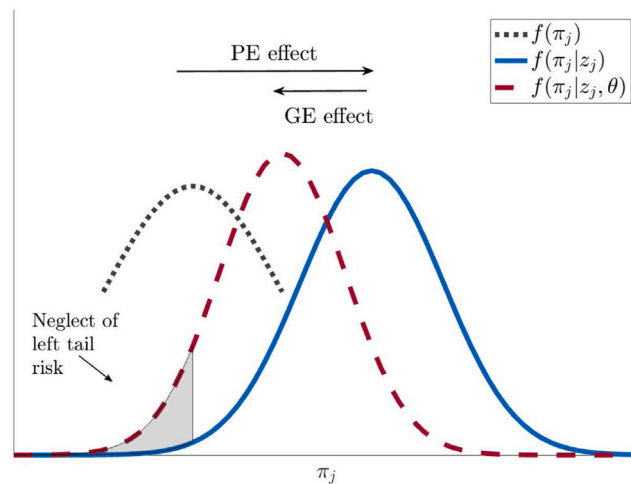 PE effect
GE effect
f(π_j)
f(π_j|z_j)
f(π_j|z_j, θ)
Neglect of
left tail
risk
π_j